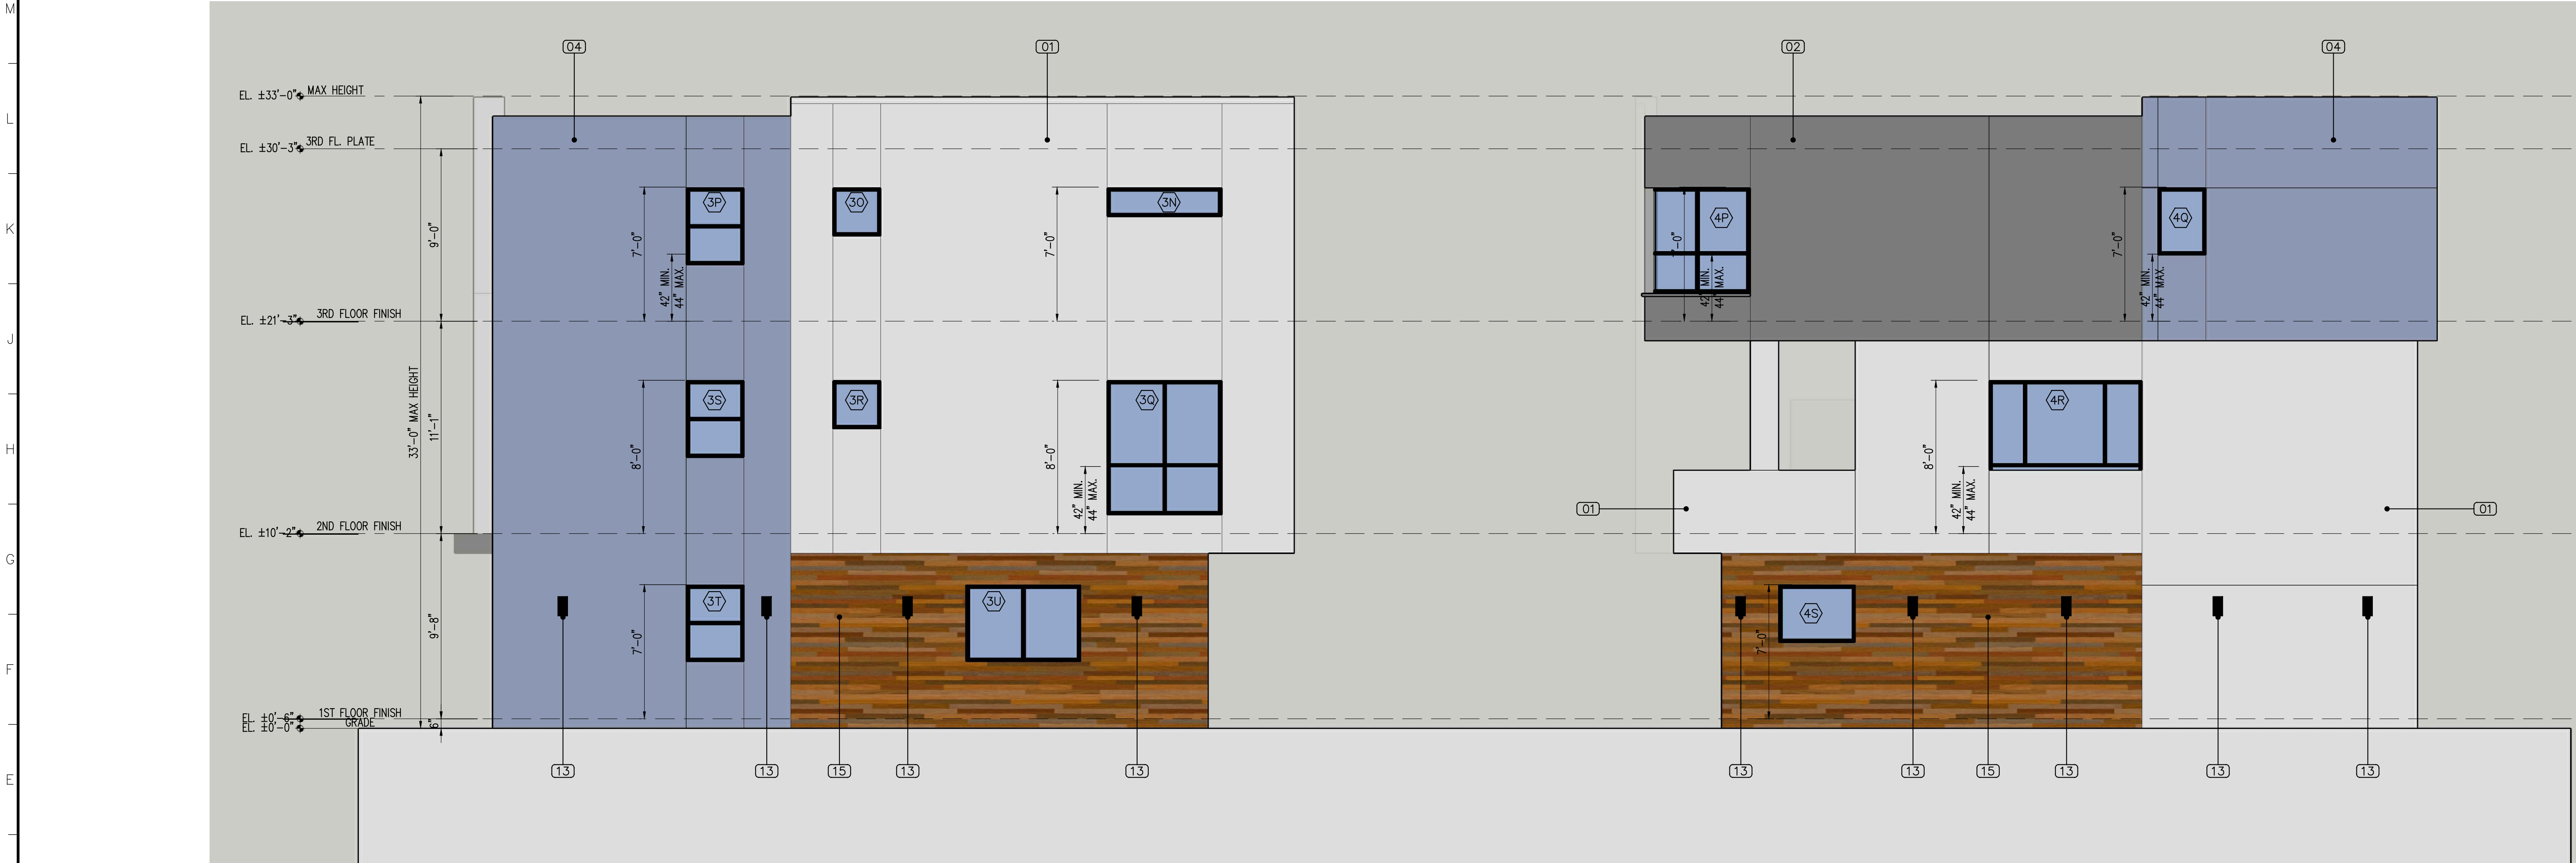 M
L
K
J
H
G
F
E
04
01
02
04
EL. ±33'-0" MAX HEIGHT
EL. ±30'-3" 3RD FL. PLATE
EL. ±21'-3" 3RD FLOOR FINISH
EL. ±10'-2" 2ND FLOOR FINISH
EL. ±0'-6" 1ST FLOOR FINISH
EL. ±0'-0" GRADE
33'-0" MAX HEIGHT
9'-0"
11'-1"
9'-8"
6"
7'-0"
3P
42" MIN.
44" MAX.
3O
7'-0"
3N
8'-0"
3S
3R
8'-0"
3Q
42" MIN.
44" MAX.
7'-0"
3T
3U
13
13
15
13
13
4P
42" MIN.
44" MAX.
7'-0"
4Q
42" MIN.
44" MAX.
8'-0"
4R
42" MIN.
44" MAX.
01
01
7'-0"
4S
13
13
15
13
13
13